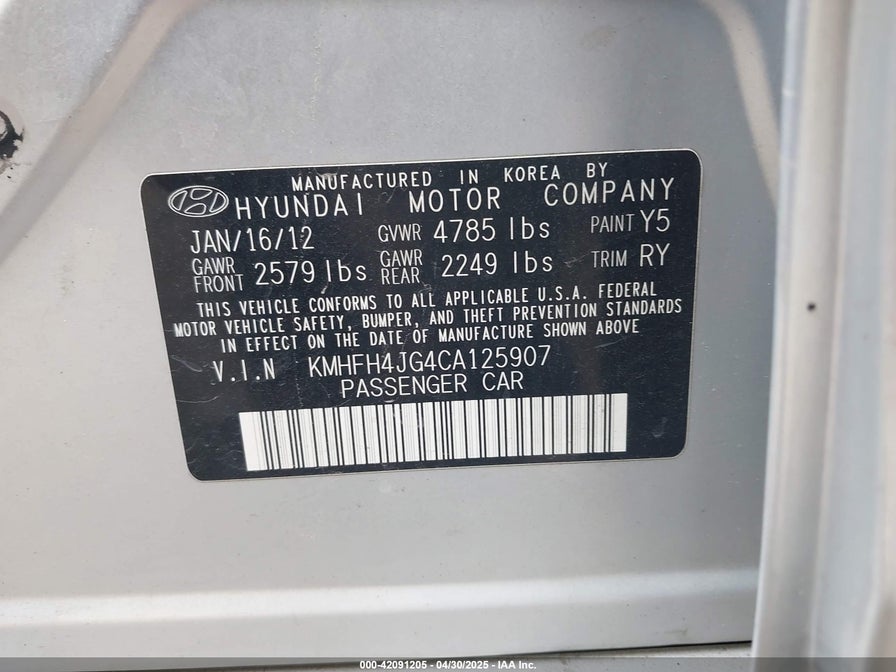 MANUFACTURED IN KOREA BY
HYUNDAI MOTOR COMPANY
JAN/16/12 GVWR 4785 lbs PAINT Y5
GAWR FRONT 2579 lbs GAWR REAR 2249 lbs TRIM RY
THIS VEHICLE CONFORMS TO ALL APPLICABLE U.S.A. FEDERAL
MOTOR VEHICLE SAFETY, BUMPER, AND THEFT PREVENTION STANDARDS
IN EFFECT ON THE DATE OF MANUFACTURE SHOWN ABOVE
V.I.N KMHFH4JG4CA125907
PASSENGER CAR
000-42091205 - 04/30/2025 - IAA Inc.